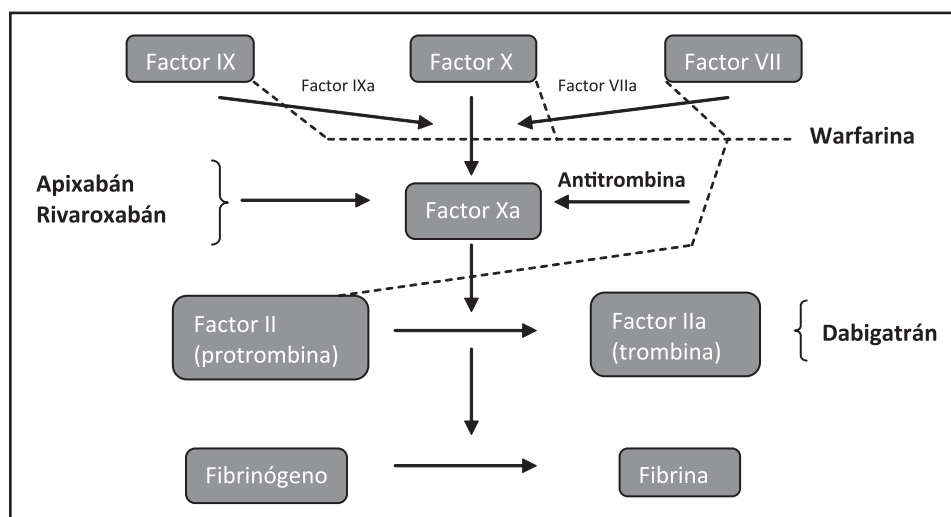 Factor IX
Factor X
Factor VII
Factor IXa
Factor VIIa
Warfarina
Apixabán
Rivaroxabán
Antitrombina
Factor Xa
Factor II
(protrombina)
Factor IIa
(trombina)
Dabigatrán
Fibrinógeno
Fibrina